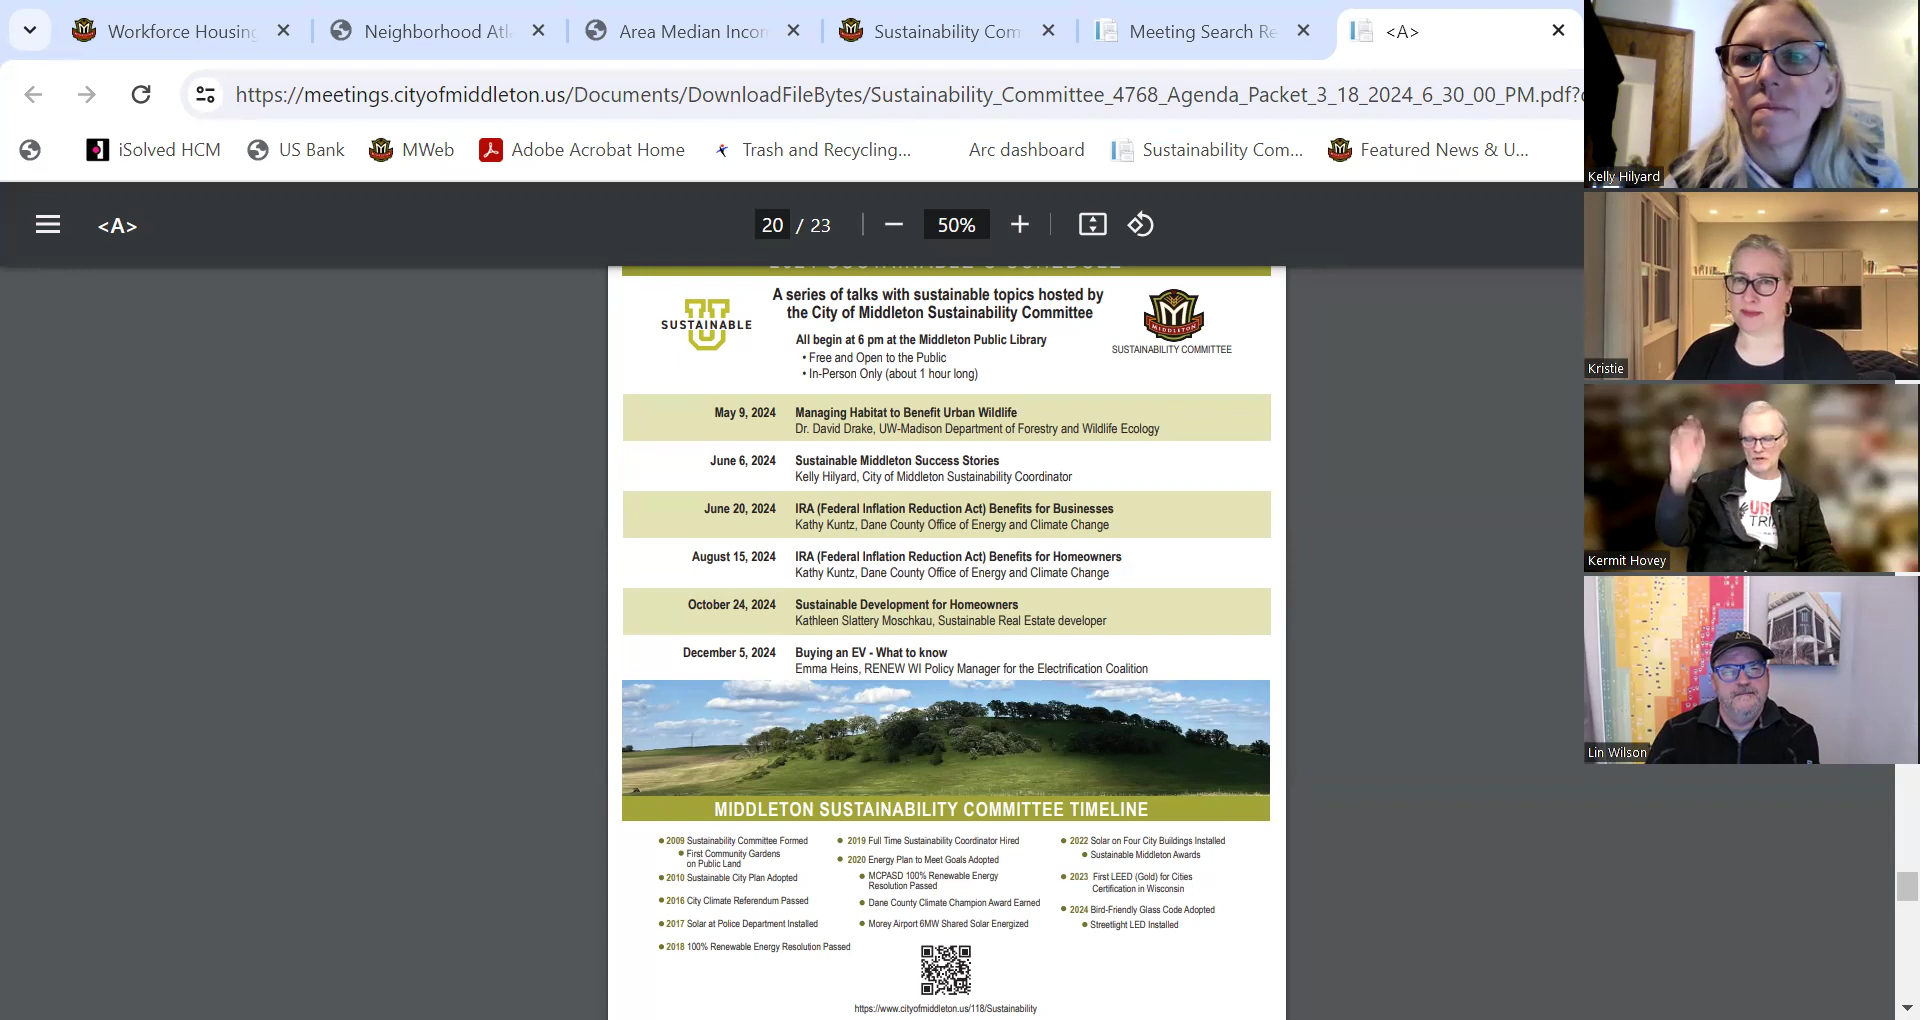 Workforce Housing
Neighborhood Atl
Area Median Incon
Sustainability Com
Meeting Search Re
<A>
https://meetings.cityofmiddleton.us/Documents/DownloadFileBytes/Sustainability_Committee_4768_Agenda_Packet_3_18_2024_6_30_00_PM.pdf?
iSolved HCM
US Bank
MWeb
Adobe Acrobat Home
Trash and Recycling...
Arc dashboard
Sustainability Com...
Featured News & U...
<A>
20 / 23
50%
2024 SUSTAINABLE U SCHEDULE
U
SUSTAINABLE
A series of talks with sustainable topics hosted by
the City of Middleton Sustainability Committee
All begin at 6 pm at the Middleton Public Library
• Free and Open to the Public
• In-Person Only (about 1 hour long)
M
MIDDLETON
SUSTAINABILITY COMMITTEE
May 9, 2024 Managing Habitat to Benefit Urban Wildlife
Dr. David Drake, UW-Madison Department of Forestry and Wildlife Ecology
June 6, 2024 Sustainable Middleton Success Stories
Kelly Hilyard, City of Middleton Sustainability Coordinator
June 20, 2024 IRA (Federal Inflation Reduction Act) Benefits for Businesses
Kathy Kuntz, Dane County Office of Energy and Climate Change
August 15, 2024 IRA (Federal Inflation Reduction Act) Benefits for Homeowners
Kathy Kuntz, Dane County Office of Energy and Climate Change
October 24, 2024 Sustainable Development for Homeowners
Kathleen Slattery Moschkau, Sustainable Real Estate developer
December 5, 2024 Buying an EV - What to know
Emma Heins, RENEW WI Policy Manager for the Electrification Coalition
MIDDLETON SUSTAINABILITY COMMITTEE TIMELINE
• 2009 Sustainability Committee Formed
• First Community Gardens
on Public Land
• 2010 Sustainable City Plan Adopted
• 2016 City Climate Referendum Passed
• 2017 Solar at Police Department Installed
• 2018 100% Renewable Energy Resolution Passed
• 2019 Full Time Sustainability Coordinator Hired
• 2020 Energy Plan to Meet Goals Adopted
• MCPASD 100% Renewable Energy
Resolution Passed
• Dane County Climate Champion Award Earned
• Morey Airport 6MW Shared Solar Energized
• 2022 Solar on Four City Buildings Installed
• Sustainable Middleton Awards
• 2023 First LEED (Gold) for Cities
Certification in Wisconsin
• 2024 Bird-Friendly Glass Code Adopted
• Streetlight LED Installed
https://www.cityofmiddleton.us/118/Sustainability
Kelly Hilyard
Kristie
Kermit Hovey
Lin Wilson